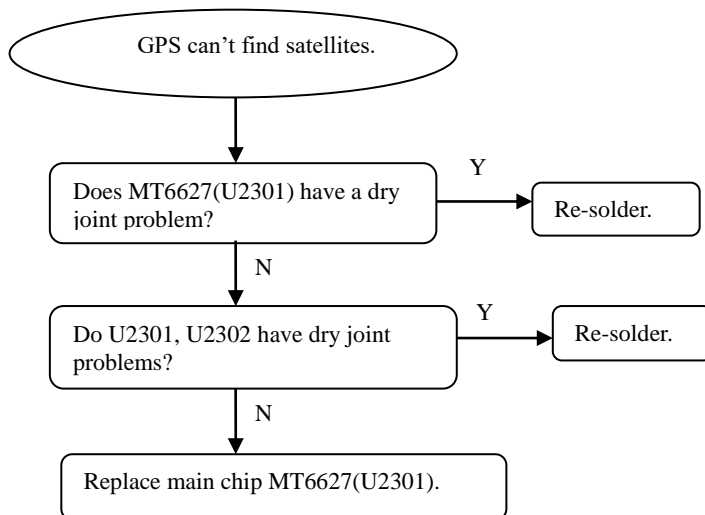 GPS can’t find satellites.
Does MT6627(U2301) have a dry
joint problem?
Y
Re-solder.
N
Do U2301, U2302 have dry joint
problems?
Y
Re-solder.
N
Replace main chip MT6627(U2301).